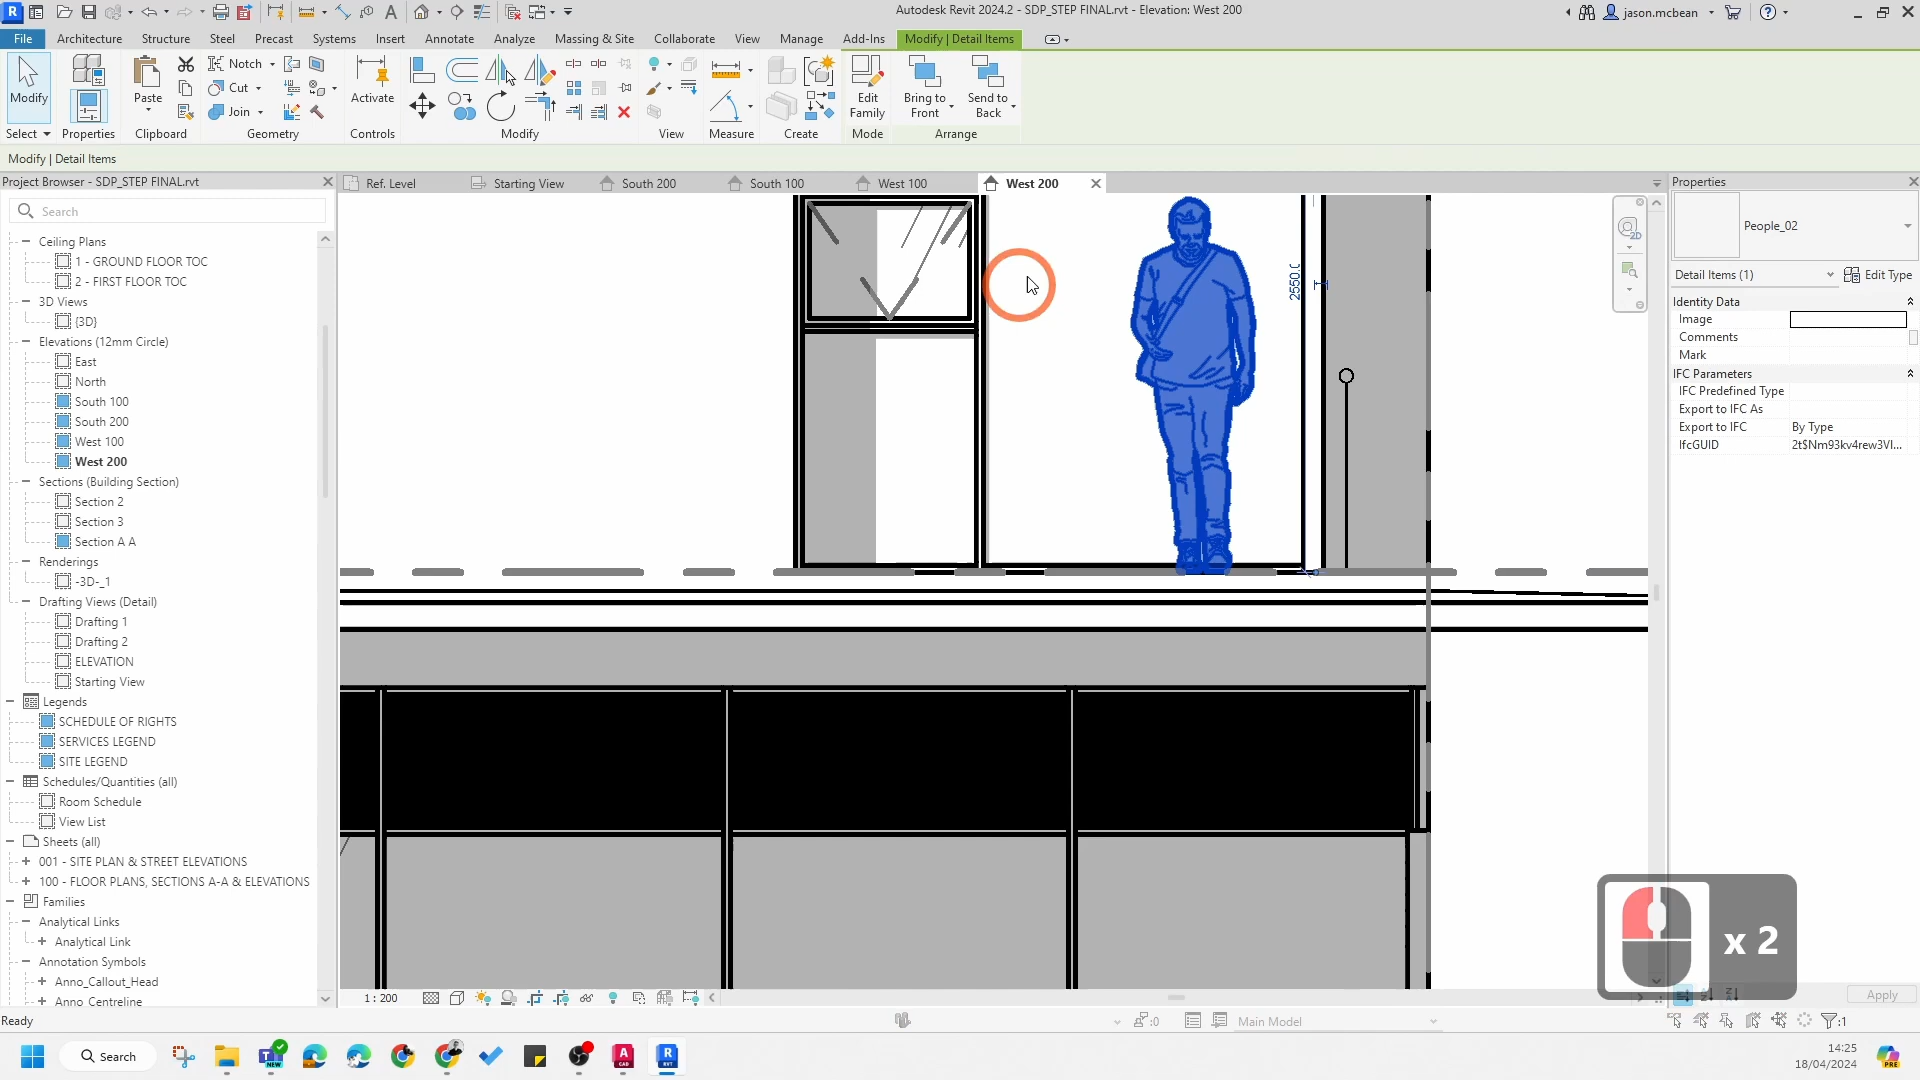 Autodesk Revit 2024.2 - SDP_STEP FINAL.rvt - Elevation: West 200
jason.mcbean
File Architecture Structure Steel Precast Systems Insert Annotate Analyze Massing & Site Collaborate View Manage Add-Ins Modify | Detail Items
Modify
Paste
Notch
Cut
Join
Activate
Edit Family
Bring to Front
Send to Back
Select Properties Clipboard Geometry Controls Modify View Measure Create Mode Arrange
Modify | Detail Items
Project Browser - SDP_STEP FINAL.rvt
Ref. Level
Starting View
South 200
South 100
West 100
West 200
Properties
Search
People_02
Detail Items (1)
Edit Type
Identity Data
Image
Comments
Mark
IFC Parameters
IFC Predefined Type
Export to IFC As
Export to IFC By Type
IfcGUID 2t$Nm93kv4rew3VI...
Ceiling Plans
1 - GROUND FLOOR TOC
2 - FIRST FLOOR TOC
3D Views
{3D}
Elevations (12mm Circle)
East
North
South 100
South 200
West 100
West 200
Sections (Building Section)
Section 2
Section 3
Section A A
Renderings
-3D-_1
Drafting Views (Detail)
Drafting 1
Drafting 2
ELEVATION
Starting View
Legends
SCHEDULE OF RIGHTS
SERVICES LEGEND
SITE LEGEND
Schedules/Quantities (all)
Room Schedule
View List
Sheets (all)
001 - SITE PLAN & STREET ELEVATIONS
100 - FLOOR PLANS, SECTIONS A-A & ELEVATIONS
Families
Analytical Links
Analytical Link
Annotation Symbols
Anno_Callout_Head
Anno_Centreline
x 2
1 : 200
Apply
Ready
:0
Main Model
:1
Search
14:25
18/04/2024